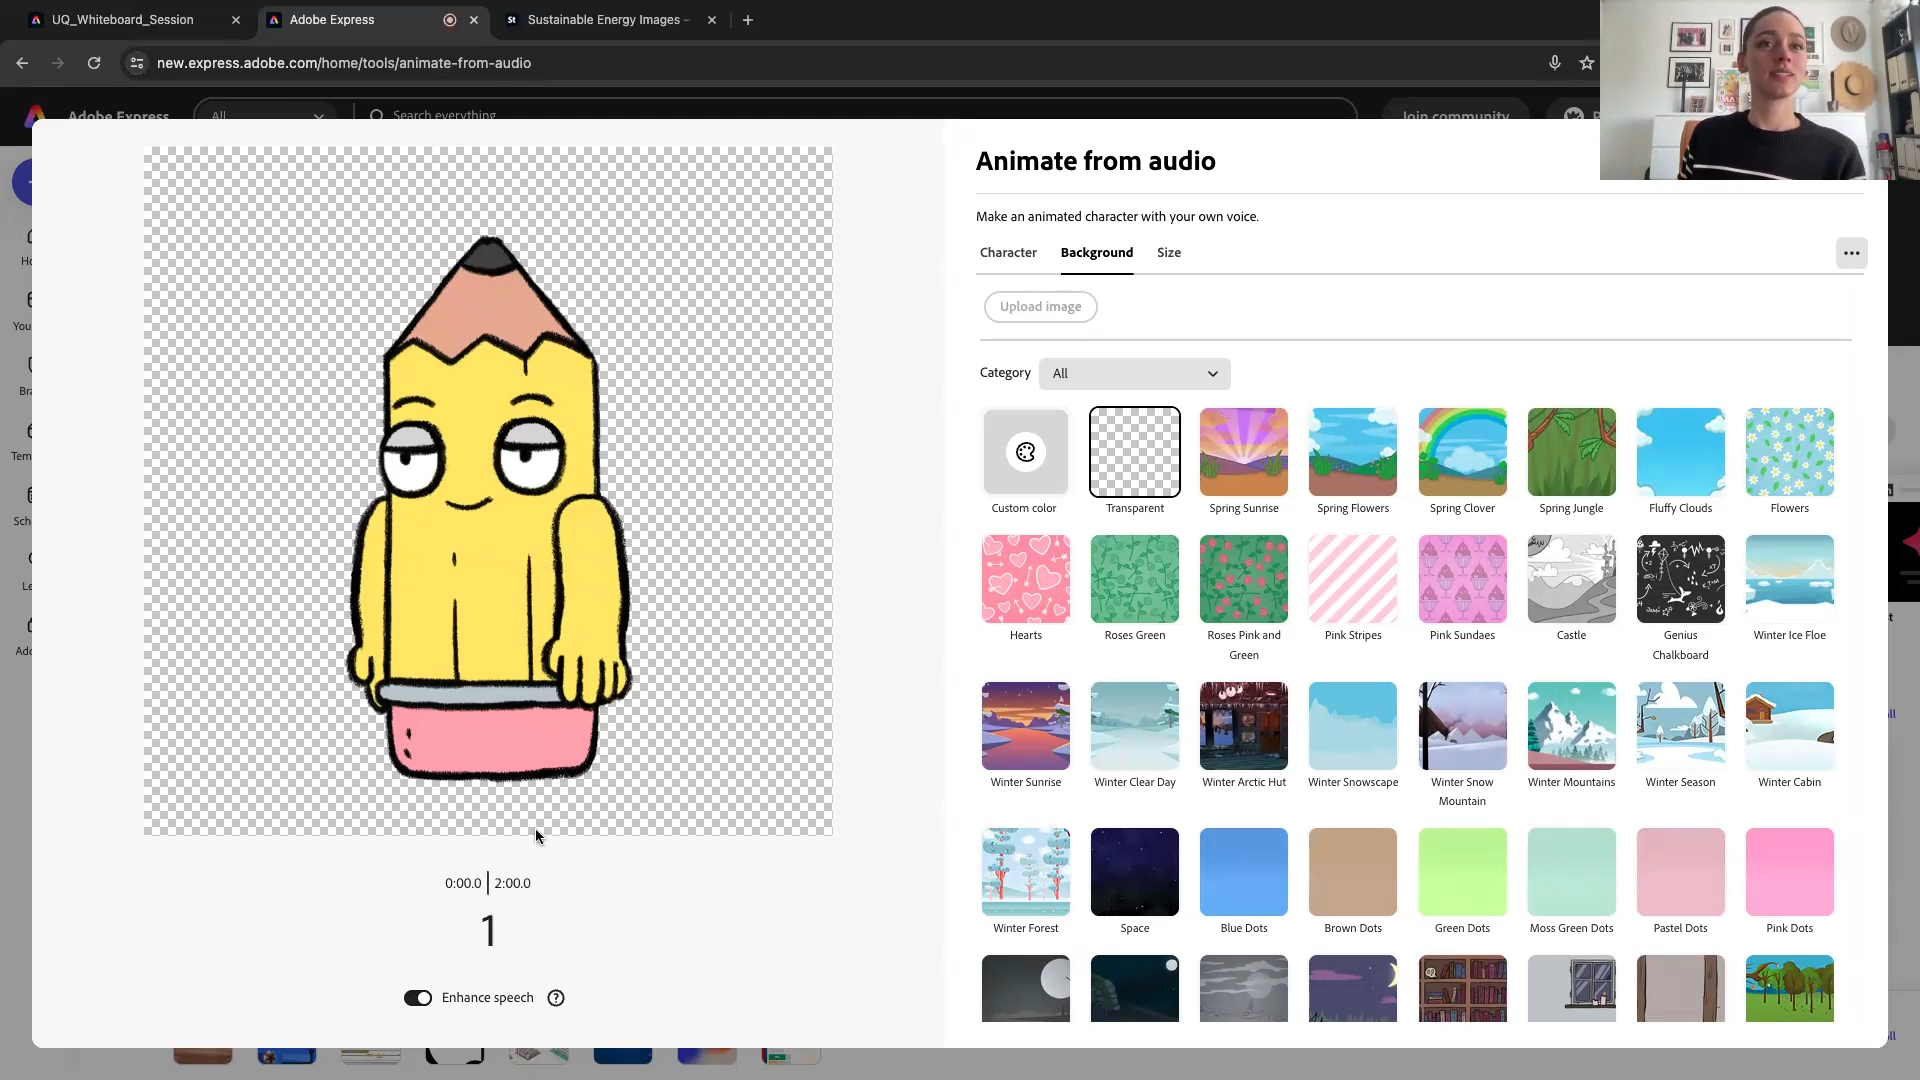 UQ_Whiteboard_Session
Adobe Express
Sustainable Energy Images -
new.express.adobe.com/home/tools/animate-from-audio
Adobe Express
All
Search everything
Join community
Animate from audio
Make an animated character with your own voice.
Character
Background
Size
Upload image
Category
All
Custom color
Transparent
Spring Sunrise
Spring Flowers
Spring Clover
Spring Jungle
Fluffy Clouds
Flowers
Hearts
Roses Green
Roses Pink and
Green
Pink Stripes
Pink Sundaes
Castle
Genius
Chalkboard
Winter Ice Floe
Winter Sunrise
Winter Clear Day
Winter Arctic Hut
Winter Snowscape
Winter Snow
Mountain
Winter Mountains
Winter Season
Winter Cabin
Winter Forest
Space
Blue Dots
Brown Dots
Green Dots
Moss Green Dots
Pastel Dots
Pink Dots
0:00.0 | 2:00.0
1
Enhance speech